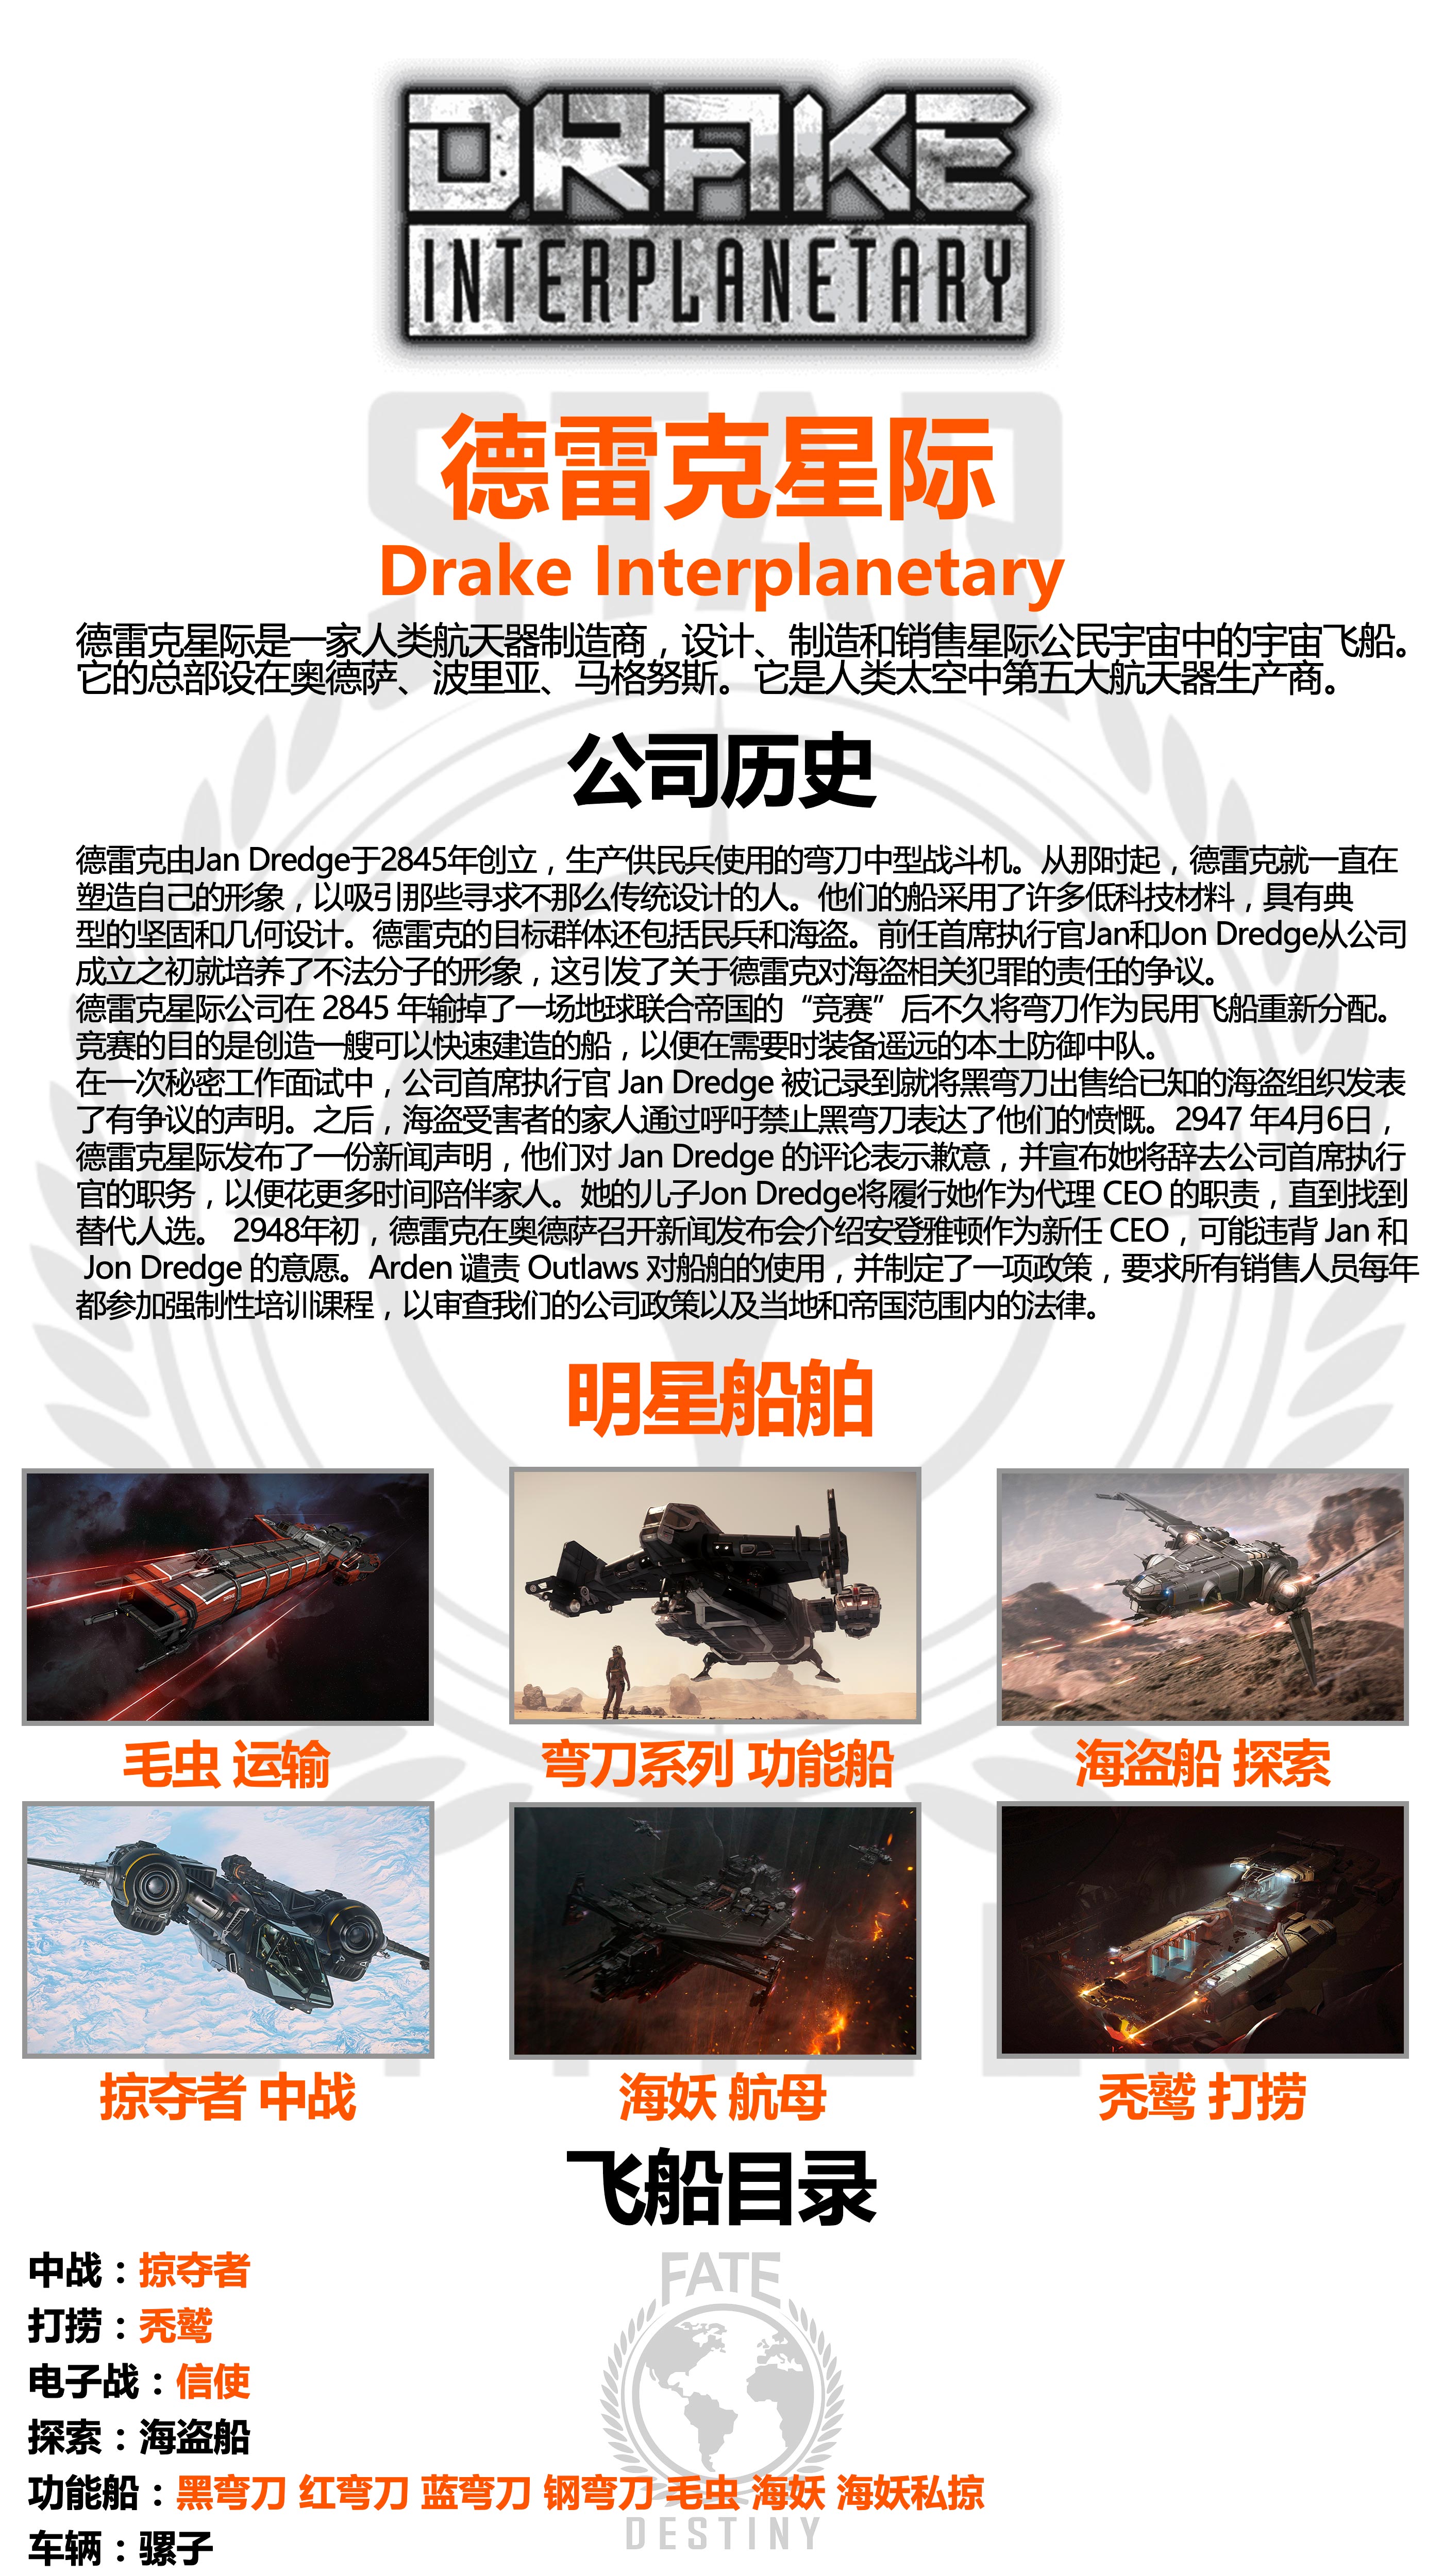 DRAKE
INTERPLANETARY
STAR
德雷克星际
Drake Interplanetary
德雷克星际是一家人类航天器制造商，设计、制造和销售星际公民宇宙中的宇宙飞船。
它的总部设在奥德萨、波里亚、马格努斯。它是人类太空中第五大航天器生产商。
公司历史
德雷克由Jan Dredge于2845年创立，生产供民兵使用的弯刀中型战斗机。从那时起，德雷克就一直在
塑造自己的形象，以吸引那些寻求不那么传统设计的人。他们的船采用了许多低科技材料，具有典
型的坚固和几何设计。德雷克的目标群体还包括民兵和海盗。前任首席执行官Jan和Jon Dredge从公司
成立之初就培养了不法分子的形象，这引发了关于德雷克对海盗相关犯罪的责任的争议。
德雷克星际公司在 2845 年输掉了一场地球联合帝国的“竞赛”后不久将弯刀作为民用飞船重新分配。
竞赛的目的是创造一艘可以快速建造的船，以便在需要时装备遥远的本土防御中队。
在一次秘密工作面试中，公司首席执行官 Jan Dredge 被记录到就将黑弯刀出售给已知的海盗组织发表
了有争议的声明。之后，海盗受害者的家人通过呼吁禁止黑弯刀表达了他们的愤慨。2947 年4月6日，
德雷克星际发布了一份新闻声明，他们对 Jan Dredge 的评论表示歉意，并宣布她将辞去公司首席执行
官的职务，以便花更多时间陪伴家人。她的儿子Jon Dredge将履行她作为代理 CEO 的职责，直到找到
替代人选。 2948年初，德雷克在奥德萨召开新闻发布会介绍安登雅顿作为新任 CEO，可能违背 Jan 和
Jon Dredge 的意愿。Arden 谴责 Outlaws 对船舶的使用，并制定了一项政策，要求所有销售人员每年
都参加强制性培训课程，以审查我们的公司政策以及当地和帝国范围内的法律。
明星船舶
毛虫 运输
弯刀系列 功能船
海盗船 探索
掠夺者 中战
海妖 航母
秃鹫 打捞
飞船目录
中战：掠夺者
打捞：秃鹫
电子战：信使
探索：海盗船
功能船：黑弯刀 红弯刀 蓝弯刀 钢弯刀 毛虫 海妖 海妖私掠
车辆：骡子
FATE
DESTINY